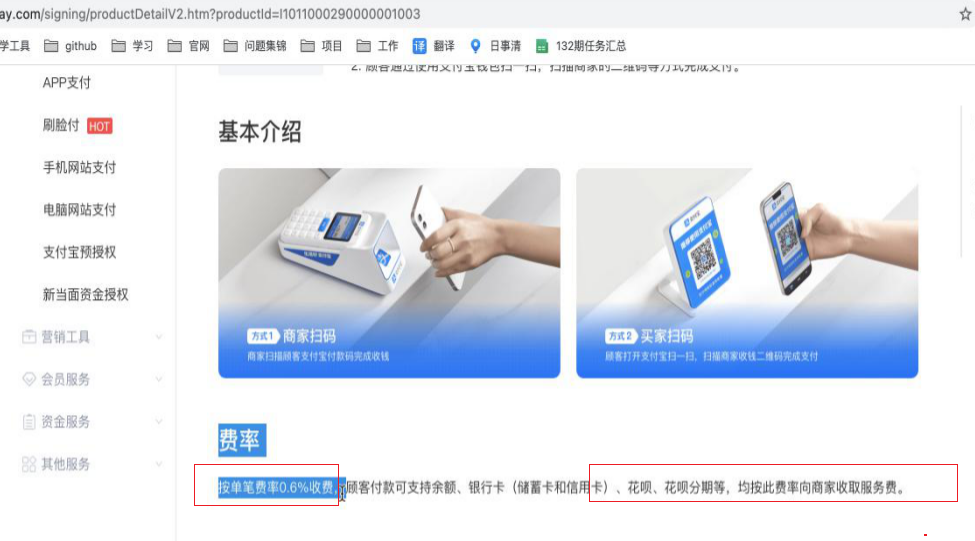 ay.com/signing/productDetailV2.htm?productId=I1011000290000001003
学工具 github 学习 官网 问题集锦 项目 工作 译 翻译 日事清 132期任务汇总
2. 顾客通过使用支付宝钱包扫一扫，扫描商家的二维码等方式完成支付。
APP支付
刷脸付 HOT
手机网站支付
电脑网站支付
支付宝预授权
新当面资金授权
营销工具
会员服务
资金服务
其他服务
基本介绍
方式1 商家扫码
商家扫描顾客支付宝付款码完成收钱
方式2 买家扫码
顾客打开支付宝扫一扫，扫描商家收钱二维码完成支付
费率
按单笔费率0.6%收费，顾客付款可支持余额、银行卡（储蓄卡和信用卡）、花呗、花呗分期等，均按此费率向商家收取服务费。